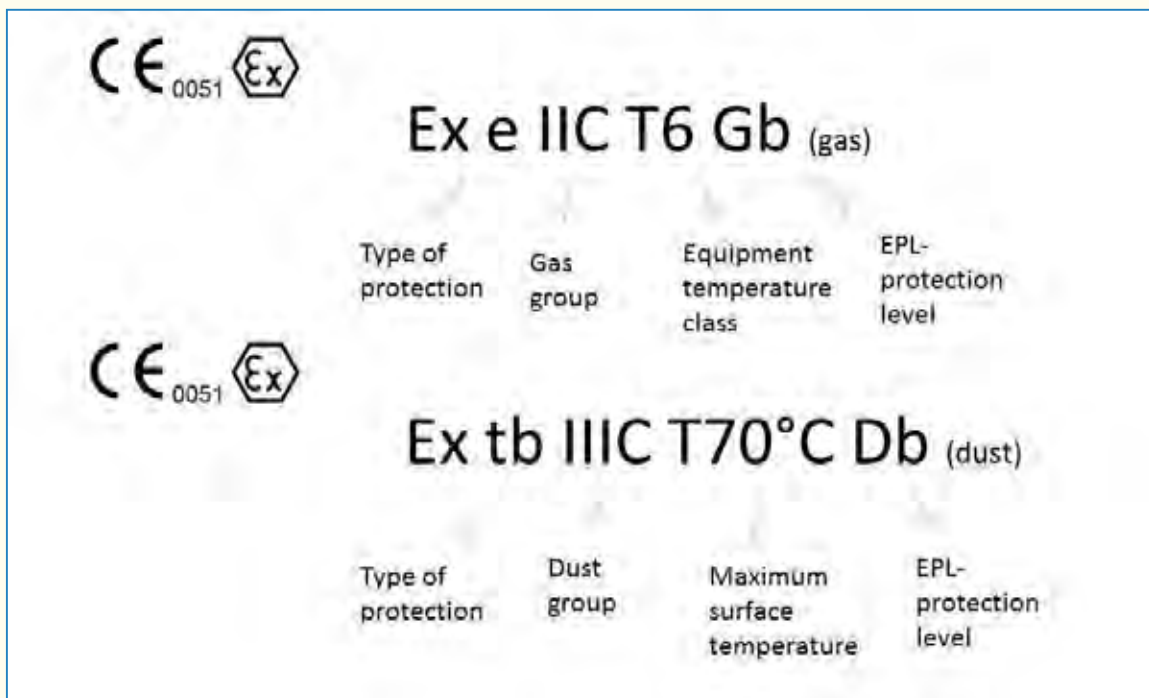 CE 0051 Ex
Ex e IIC T6 Gb (gas)
Type of
protection
Gas
group
Equipment
temperature
class
EPL-
protection
level
CE 0051 Ex
Ex tb IIIC T70°C Db (dust)
Type of
protection
Dust
group
Maximum
surface
temperature
EPL-
protection
level